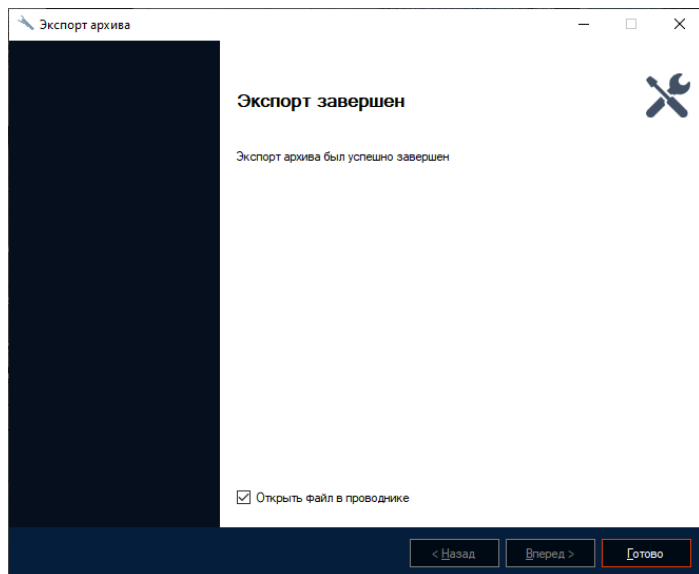 Экспорт архива
Экспорт завершен
Экспорт архива был успешно завершен
Открыть файл в проводнике
< Назад
Вперед >
Готово